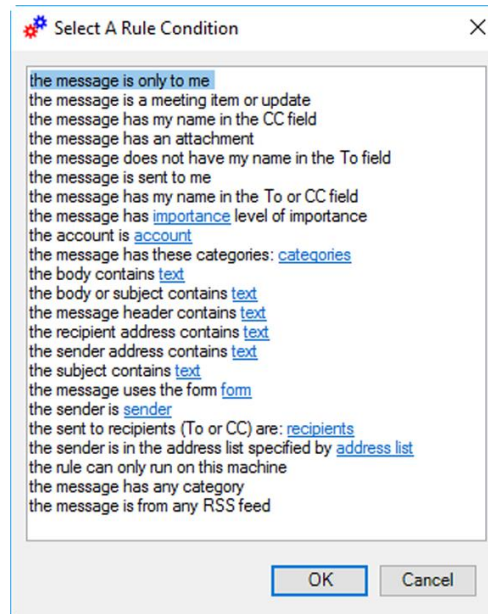 Select A Rule Condition
the message is only to me
the message is a meeting item or update
the message has my name in the CC field
the message has an attachment
the message does not have my name in the To field
the message is sent to me
the message has my name in the To or CC field
the message has importance level of importance
the account is account
the message has these categories: categories
the body contains text
the body or subject contains text
the message header contains text
the recipient address contains text
the sender address contains text
the subject contains text
the message uses the form form
the sender is sender
the sent to recipients (To or CC) are: recipients
the sender is in the address list specified by address list
the rule can only run on this machine
the message has any category
the message is from any RSS feed
OK
Cancel